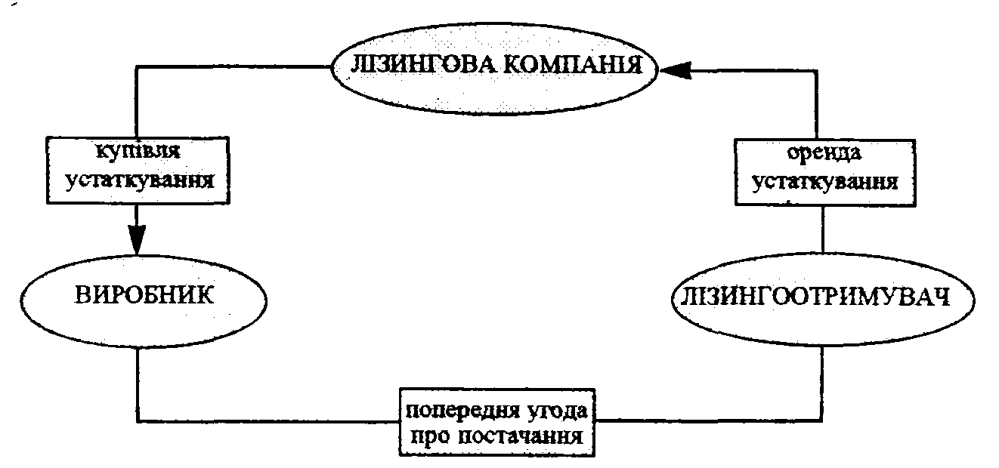 ЛІЗИНГОВА КОМПАНІЯ
купівля
устаткування
оренда
устаткування
ВИРОБНИК
ЛІЗИНГООТРИМУВАЧ
попередня угода
про постачання